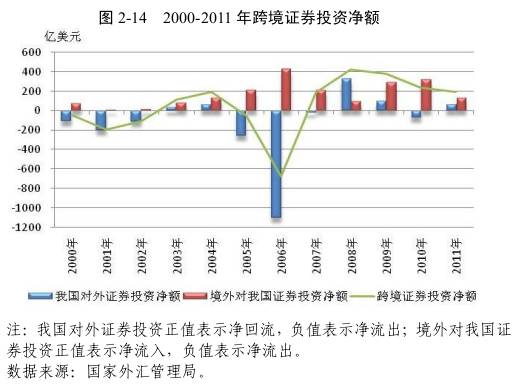 图 2-14 2000-2011 年跨境证券投资净额
亿美元
600
400
200
0
-200
-400
-600
-800
-1000
-1200
2000年
2001年
2002年
2003年
2004年
2005年
2006年
2007年
2008年
2009年
2010年
2011年
我国对外证券投资净额 境外对我国证券投资净额 跨境证券投资净额
注：我国对外证券投资正值表示净回流，负值表示净流出；境外对我国证
券投资正值表示净流入，负值表示净流出。
数据来源：国家外汇管理局。